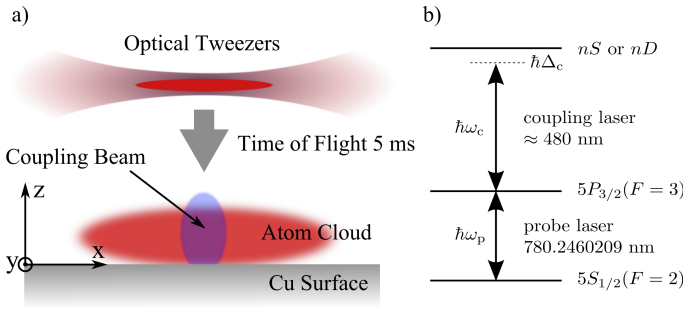 a)
Optical Tweezers
Time of Flight 5 ms
Coupling Beam
z
Atom Cloud
y
x
Cu Surface
b)
nS or nD
ħΔc
ħωc
coupling laser
≈ 480 nm
5P3/2(F = 3)
ħωp
probe laser
780.2460209 nm
5S1/2(F = 2)